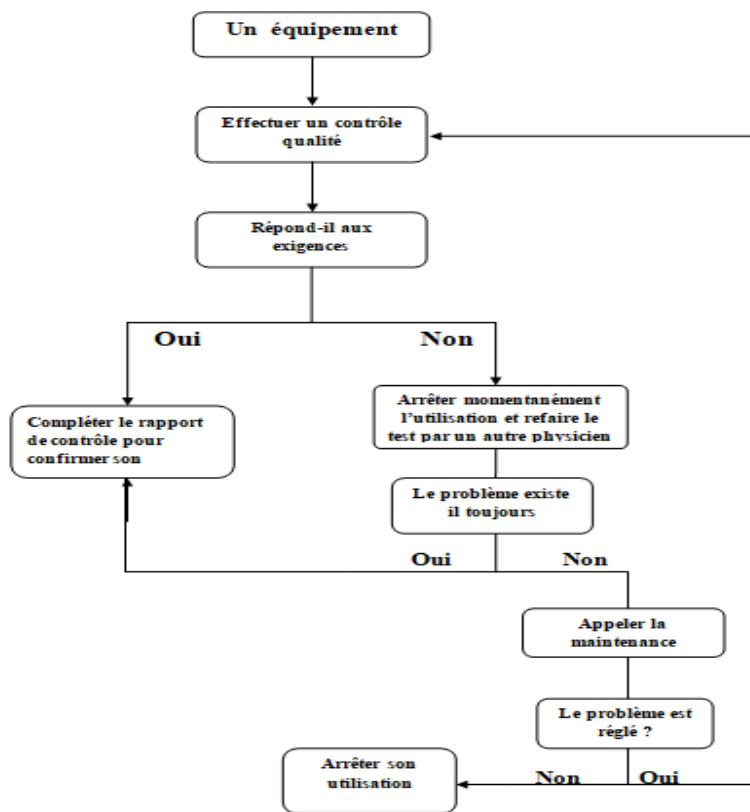 Un équipement
Effectuer un contrôle
qualité
Répond-il aux
exigences
Oui
Non
Compléter le rapport
de contrôle pour
confirmer son
Arrêter momentanément
l'utilisation et refaire le
test par un autre physicien
Le problème existe
il toujours
Oui
Non
Appeler la
maintenance
Le problème est
réglé ?
Arrêter son
utilisation
Non
Oui